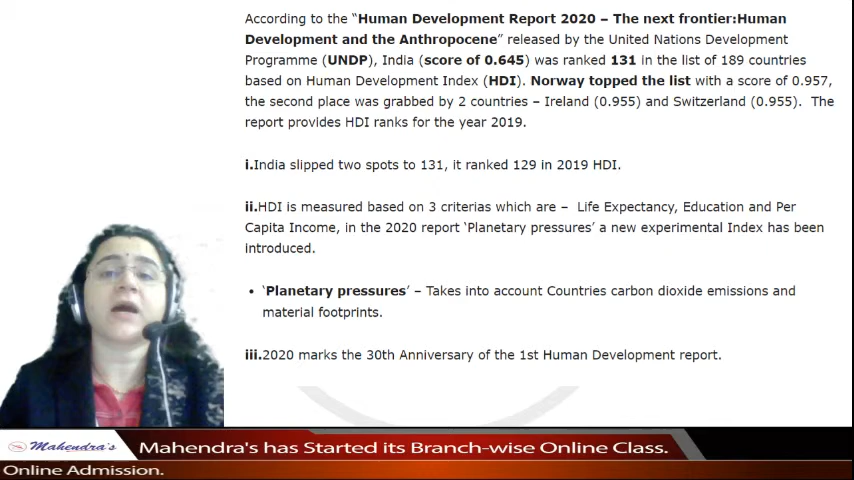 According to the “Human Development Report 2020 – The next frontier:Human
Development and the Anthropocene” released by the United Nations Development
Programme (UNDP), India (score of 0.645) was ranked 131 in the list of 189 countries
based on Human Development Index (HDI). Norway topped the list with a score of 0.957,
the second place was grabbed by 2 countries – Ireland (0.955) and Switzerland (0.955). The
report provides HDI ranks for the year 2019.
i.India slipped two spots to 131, it ranked 129 in 2019 HDI.
ii.HDI is measured based on 3 criterias which are – Life Expectancy, Education and Per
Capita Income, in the 2020 report ‘Planetary pressures’ a new experimental Index has been
introduced.
• ‘Planetary pressures’ – Takes into account Countries carbon dioxide emissions and
material footprints.
iii.2020 marks the 30th Anniversary of the 1st Human Development report.
Mahendra's Mahendra's has Started its Branch-wise Online Class.
Online Admission.